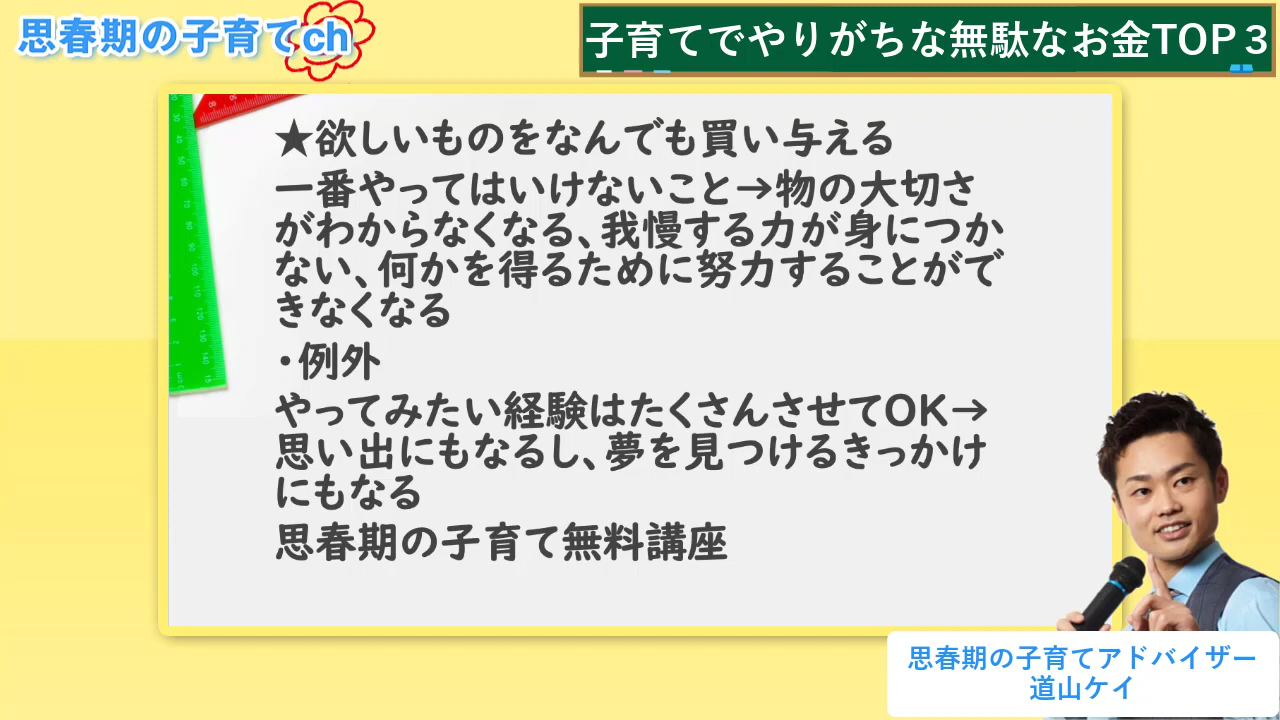 思春期の子育てch
子育てでやりがちな無駄なお金TOP３
★欲しいものをなんでも買い与える
一番やってはいけないこと→物の大切さ
がわからなくなる、我慢する力が身につか
ない、何かを得るために努力することがで
きなくなる
・例外
やってみたい経験はたくさんさせてOK→
思い出にもなるし、夢を見つけるきっかけ
にもなる
思春期の子育て無料講座
思春期の子育てアドバイザー
道山ケイ